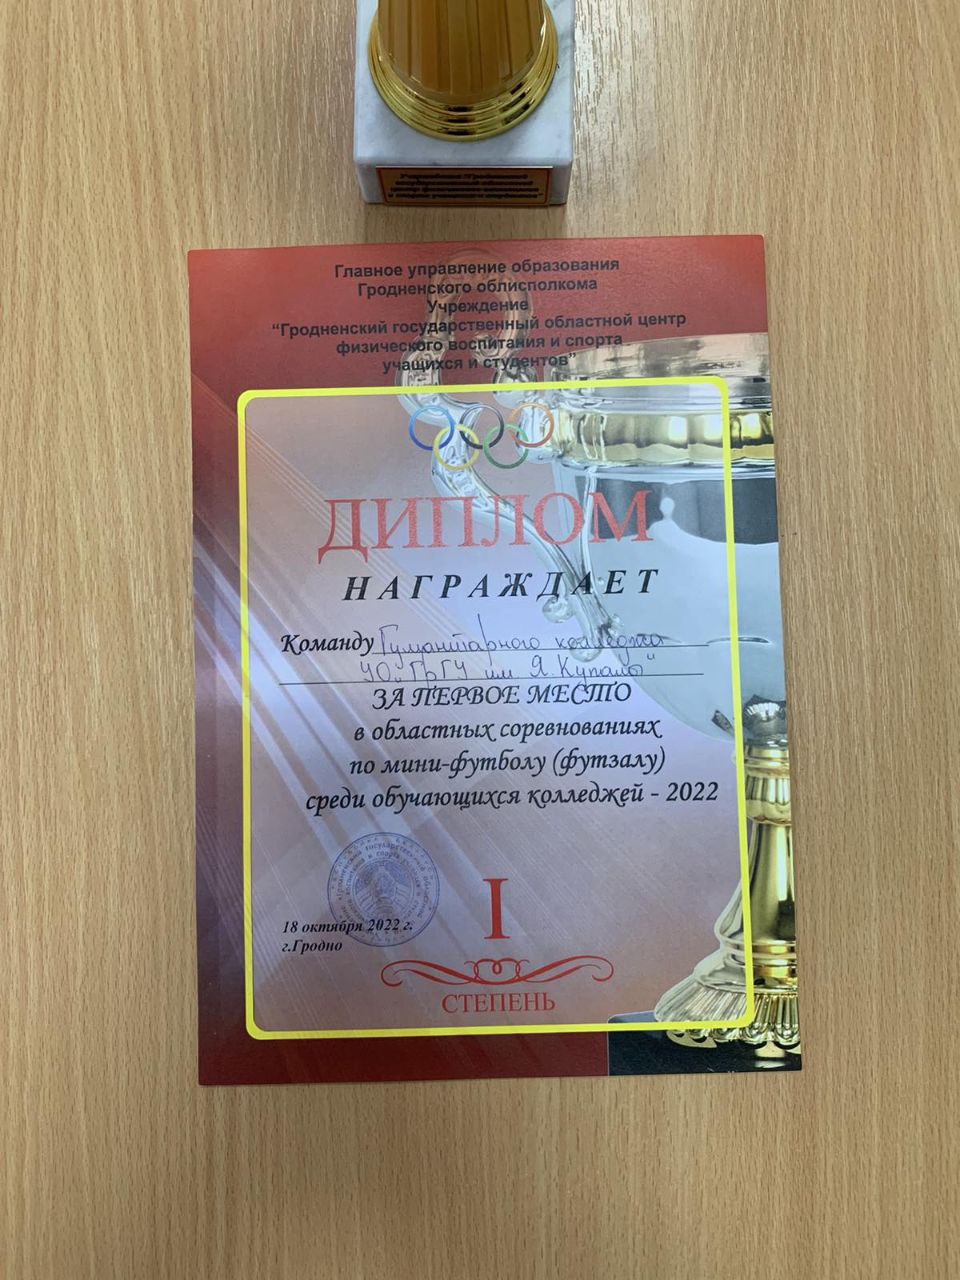 Главное управление образования
Гродненского облисполкома
Учреждение
“Гродненский государственный областной центр
физического воспитания и спорта
учащихся и студентов”
ДИПЛОМ
НАГРАЖДАЕТ
Команду Гуманитарного колледжа
УО „ГрГУ им. Я. Купалы"
ЗА ПЕРВОЕ МЕСТО
в областных соревнованиях
по мини-футболу (футзалу)
среди обучающихся колледжей - 2022
I
18 октября 2022 г.
г.Гродно
СТЕПЕНЬ